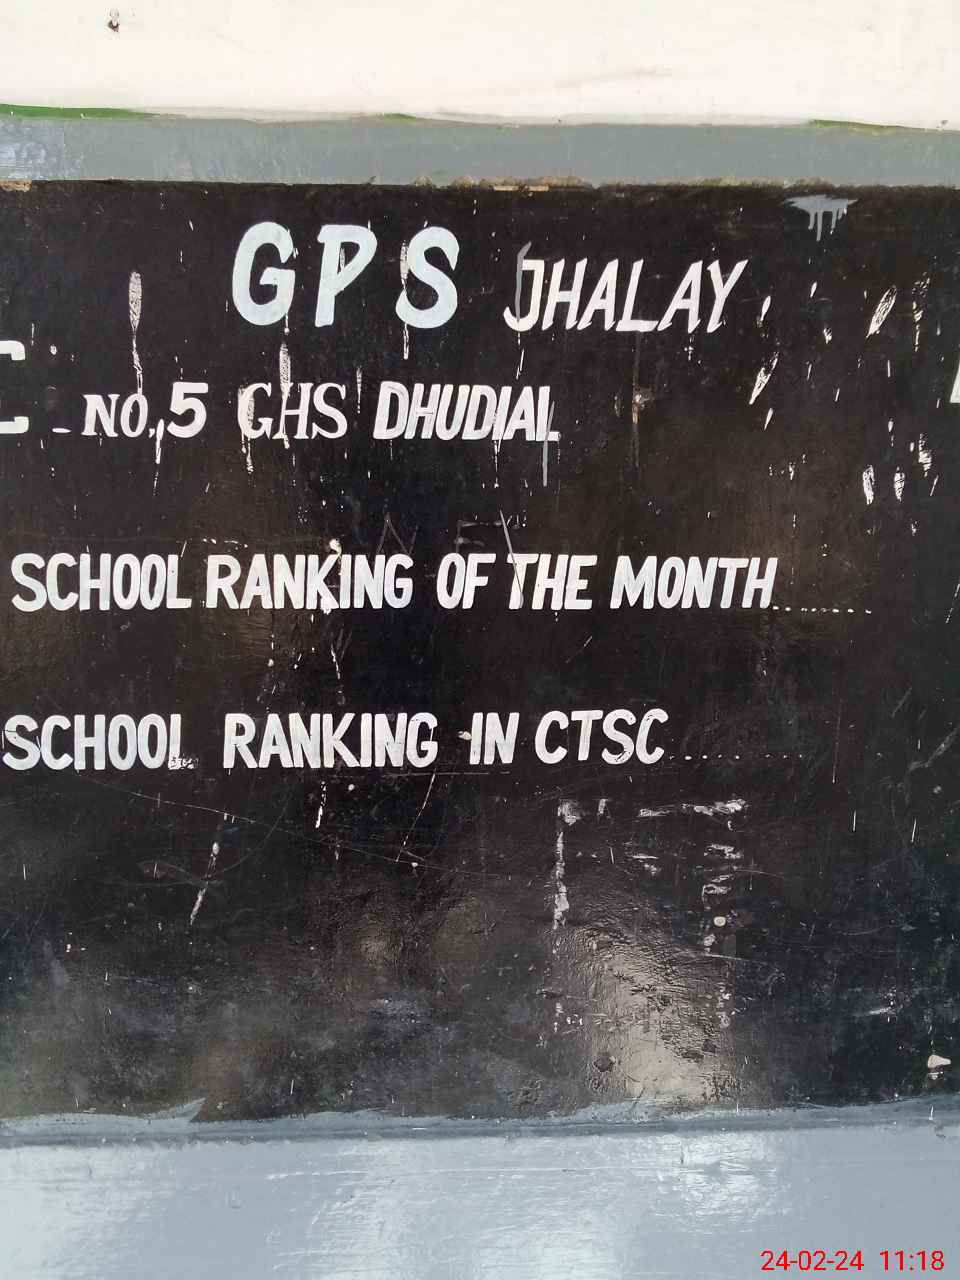 GPS JHALAY
C NO.5 GHS DHUDIAL
SCHOOL RANKING OF THE MONTH.........
SCHOOL RANKING IN CTSC.........
24-02-24 11:18